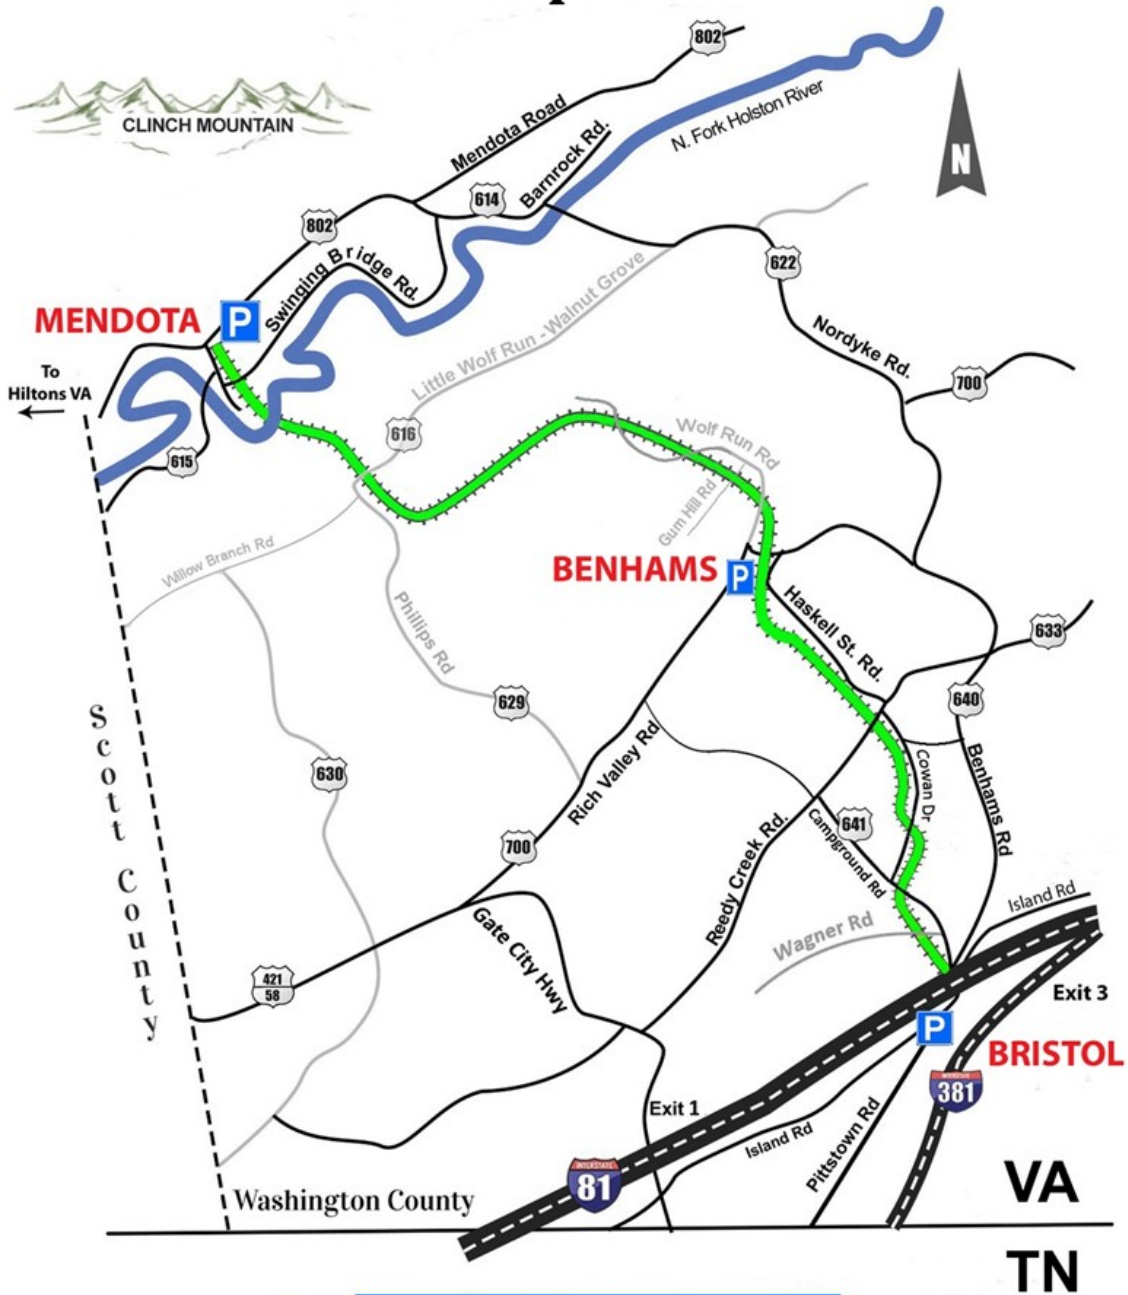 802
N. Fork Holston River
CLINCH MOUNTAIN
Mendota Road
Barnrock Rd.
N
614
802
Swinging Bridge Rd.
622
MENDOTA
P
Little Wolf Run - Walnut Grove
Nordyke Rd.
To
Hiltons VA
700
616
Wolf Run Rd
615
Gum Hill Rd
Willow Branch Rd
BENHAMS
P
Haskell St. Rd.
Phillips Rd
633
629
640
Scott County
630
Rich Valley Rd
Cowan Dr
Benhams Rd
700
641
Campground Rd
Reedy Creek Rd.
Island Rd
Gate City Hwy
Wagner Rd
421
58
Exit 3
P
BRISTOL
INTERSTATE
381
Exit 1
Island Rd
Pittstown Rd
INTERSTATE
81
VA
Washington County
TN